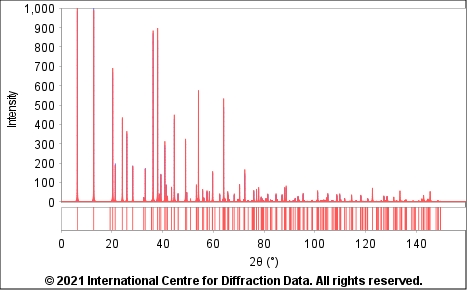 1,000
900
800
700
600
500
400
300
200
100
0
Intensity
0 20 40 60 80 100 120 140
2θ (°)
© 2021 International Centre for Diffraction Data. All rights reserved.